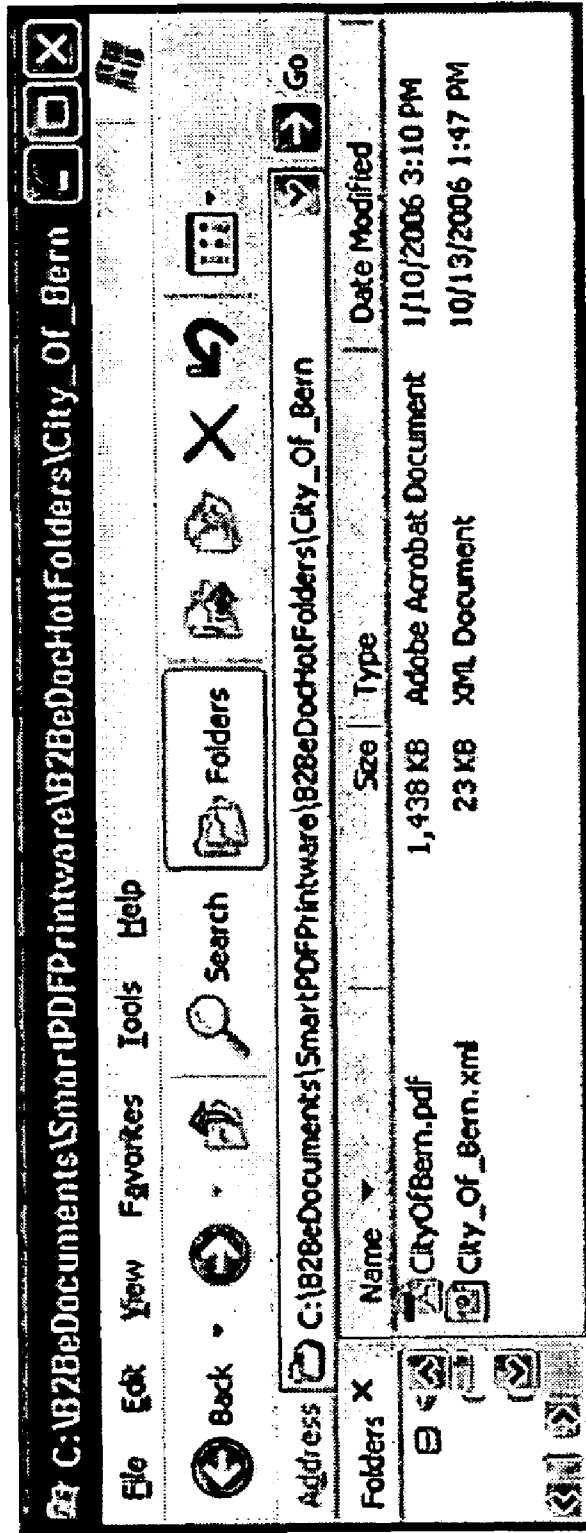 C:\B2BeDocuments\SmartPDFPrintware\B2BeDocHotFolders\City_Of_Bern
File Edit View Favorites Tools Help
Back Search Folders
Address C:\B2BeDocuments\SmartPDFPrintware\B2BeDocHotFolders\City_Of_Bern Go
Folders Name Size Type Date Modified
CityOfBern.pdf 1,438 KB Adobe Acrobat Document 1/10/2006 3:10 PM
City_Of_Bern.xml 23 KB XML Document 10/13/2006 1:47 PM